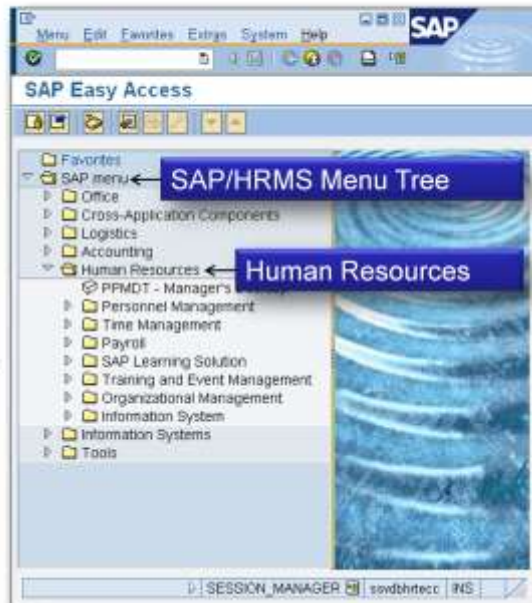 Menu Edit Favorites Extras System Help
SAP
SAP Easy Access
Favorites
SAP menu
SAP/HRMS Menu Tree
Office
Cross-Application Components
Logistics
Accounting
Human Resources
Human Resources
PPMDT - Manager's
Personnel Management
Time Management
Payroll
SAP Learning Solution
Training and Event Management
Organizational Management
Information System
Information Systems
Tools
SESSION_MANAGER ssvdbhrtecc INS